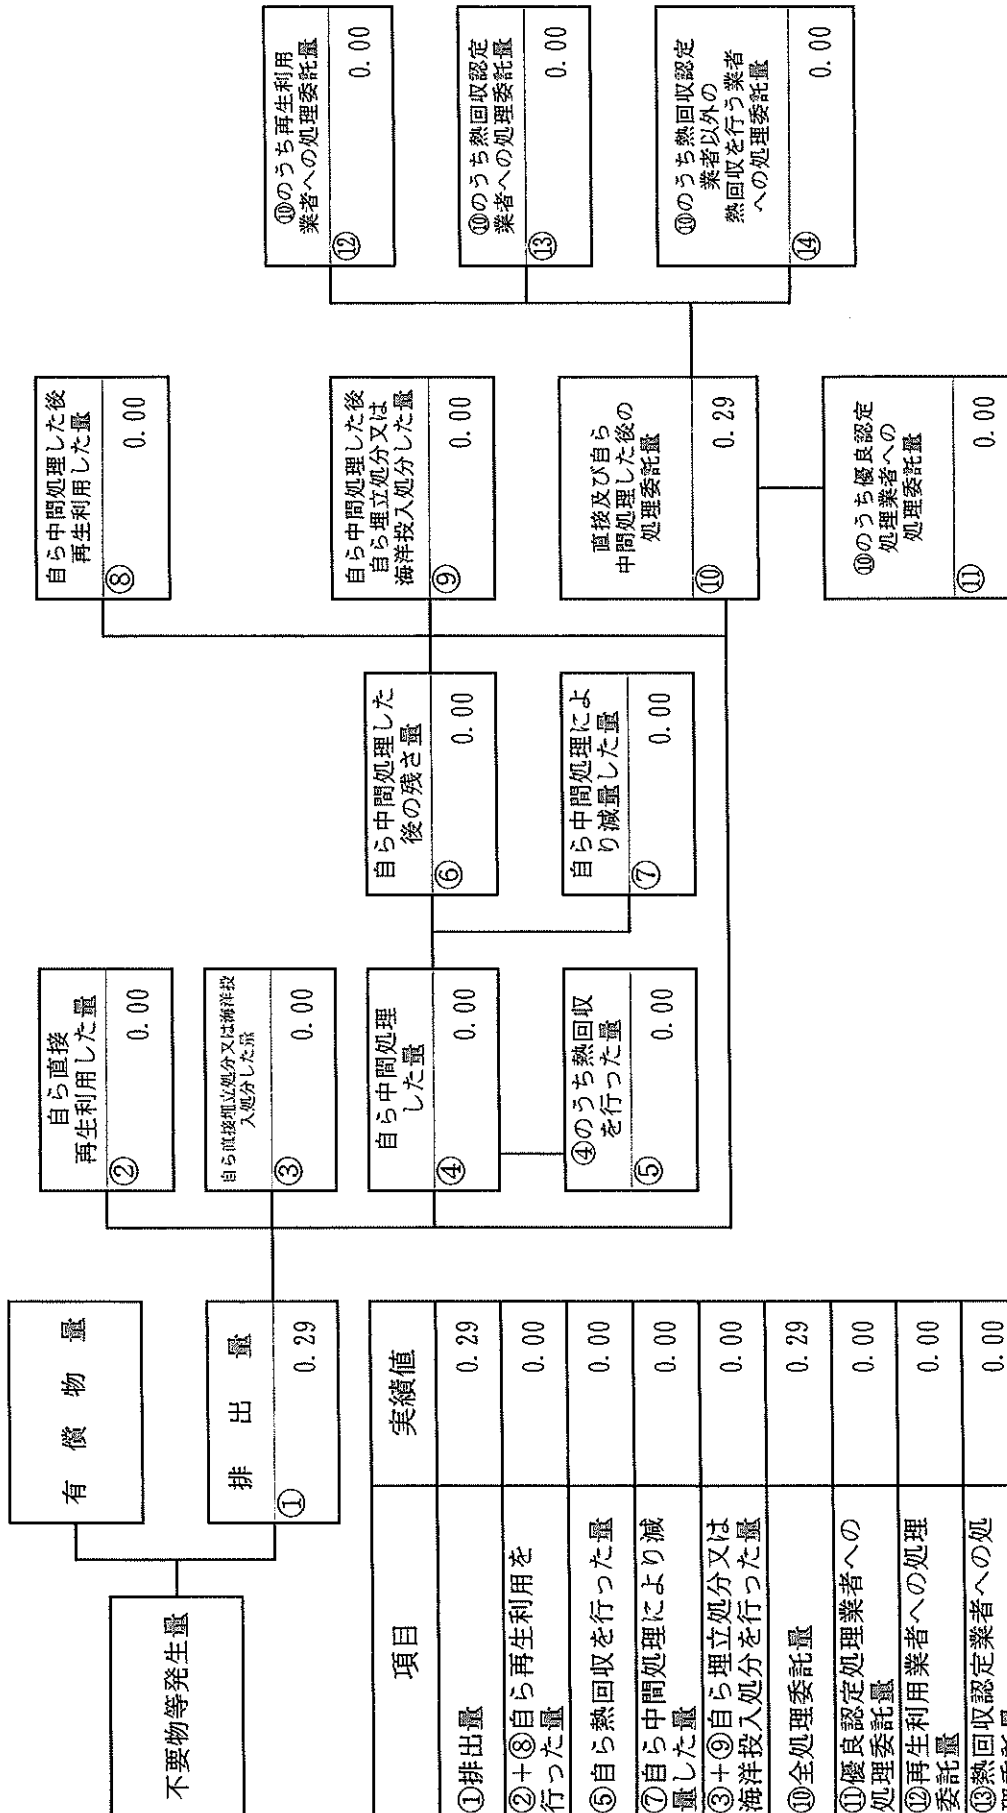 不要物等発生量
有償物量
排出量
① 0.29
自ら直接
再生利用した量
② 0.00
自ら直接埋立処分又は海洋投
入処分した量
③ 0.00
自ら中間処理
した量
④ 0.00
④のうち熱回収
を行った量
⑤ 0.00
自ら中間処理した
後の残さ量
⑥ 0.00
自ら中間処理によ
り減量した量
⑦ 0.00
自ら中間処理した後
再生利用した量
⑧ 0.00
自ら中間処理した後
自ら埋立処分又は
海洋投入処分した量
⑨ 0.00
直接及び自ら
中間処理した後の
処理委託量
⑩ 0.29
⑩のうち優良認定
処理業者への
処理委託量
⑪ 0.00
⑩のうち再生利用
業者への処理委託量
⑫ 0.00
⑩のうち熱回収認定
業者への処理委託量
⑬ 0.00
⑩のうち熱回収認定
業者以外の
熱回収を行う業者
への処理委託量
⑭ 0.00
項目 実績値
①排出量 0.29
②+⑧自ら再生利用を
行った量 0.00
⑤自ら熱回収を行った量 0.00
⑦自ら中間処理により減
量した量 0.00
③+⑨自ら埋立処分又は
海洋投入処分を行った量 0.00
⑩全処理委託量 0.29
⑪優良認定処理業者への
処理委託量 0.00
⑫再生利用業者への処理
委託量 0.00
⑬熱回収認定業者への処 0.00